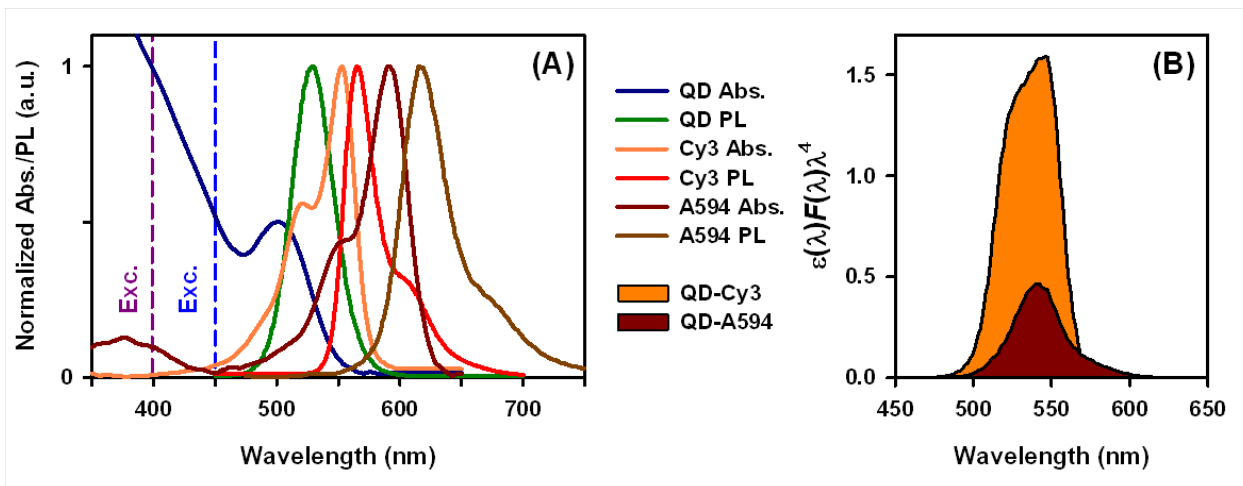 (A)
Normalized Abs./PL (a.u.)
1
0
Exc.
Exc.
400 500 600 700
Wavelength (nm)
QD Abs.
QD PL
Cy3 Abs.
Cy3 PL
A594 Abs.
A594 PL
QD-Cy3
QD-A594
(B)
ε(λ)F(λ)λ⁴
1.5
1.0
0.5
0.0
450 500 550 600 650
Wavelength (nm)